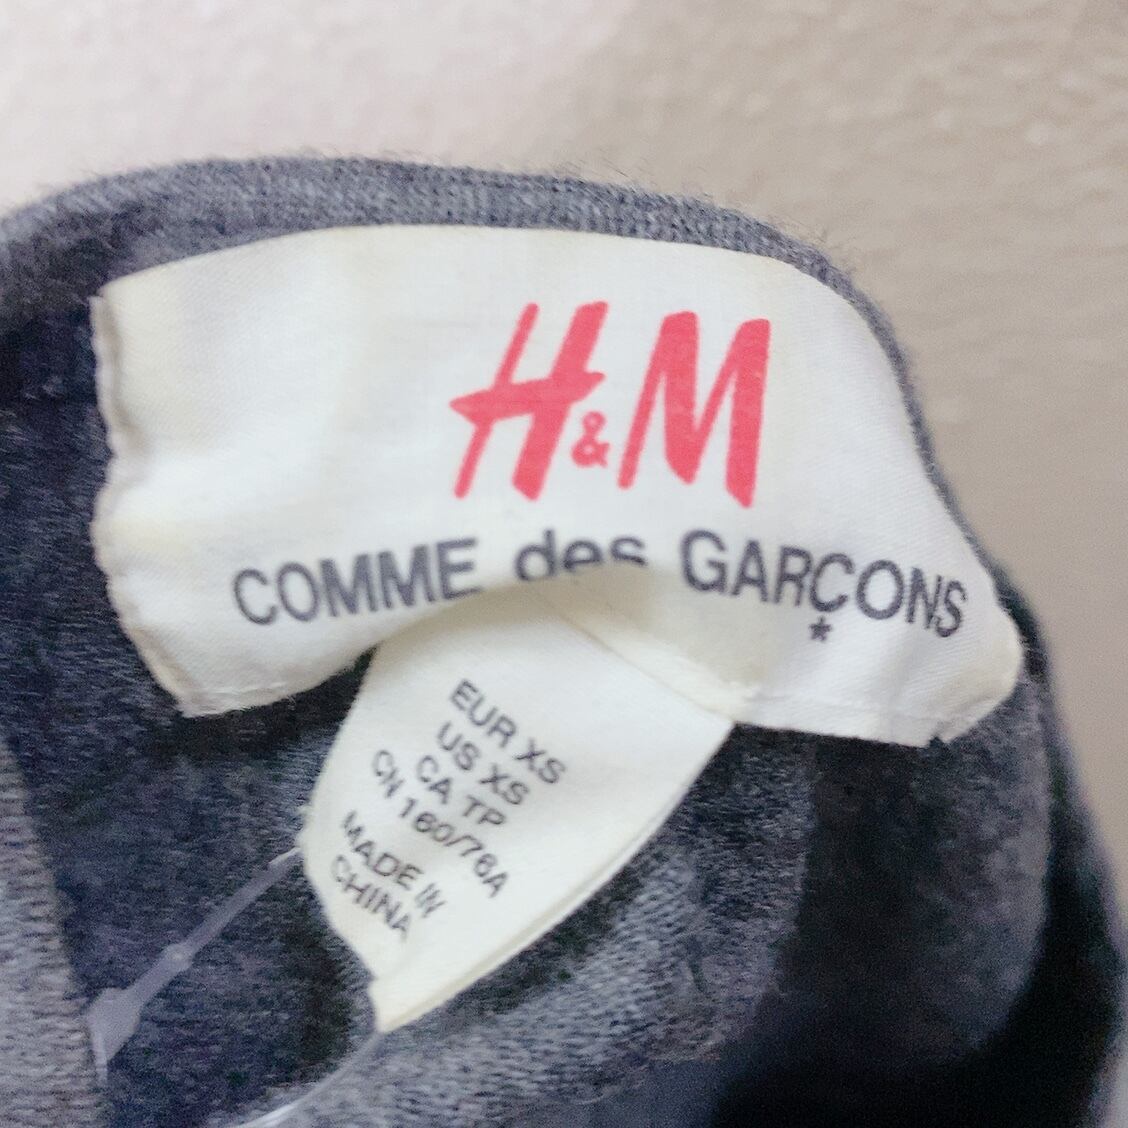 H&M
COMME des GARÇONS
*
EUR XS
US XS
CA TP
CN 160/76A
MADE IN
CHINA